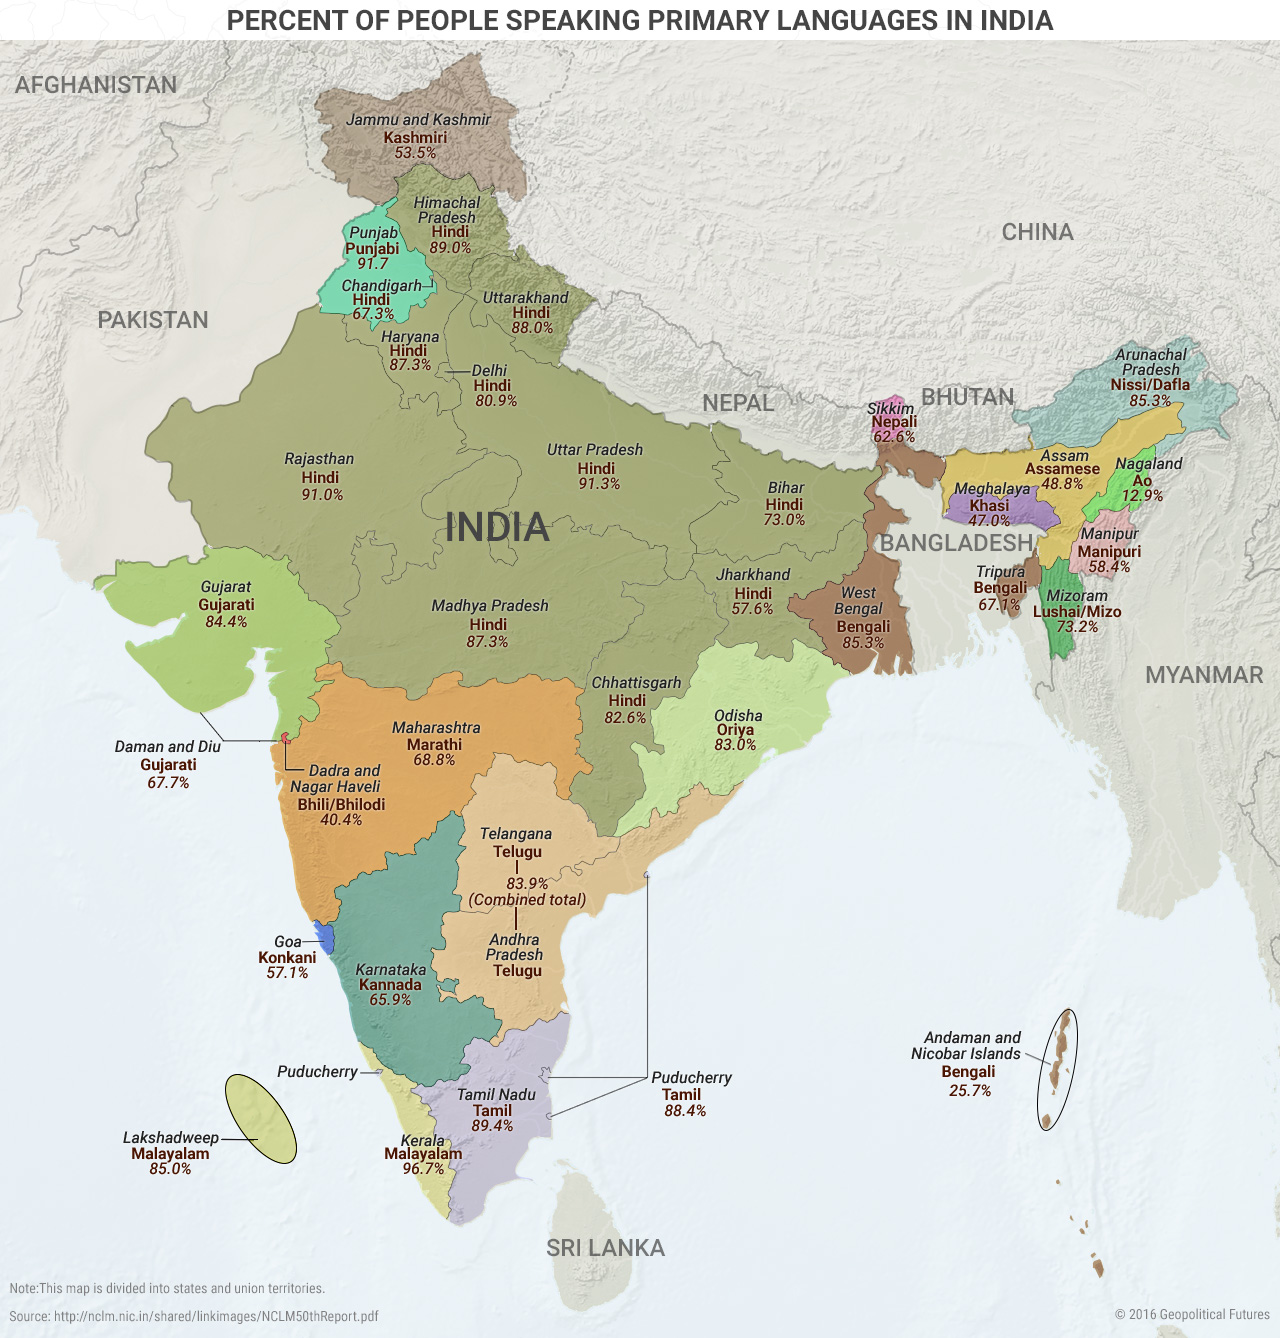 PERCENT OF PEOPLE SPEAKING PRIMARY LANGUAGES IN INDIA
AFGHANISTAN
Jammu and Kashmir
Kashmiri
53.5%
Himachal
Pradesh
Hindi
89.0%
CHINA
Punjab
Punjabi
91.7
Chandigarh
Hindi
67.3%
Uttarakhand
Hindi
88.0%
PAKISTAN
Haryana
Hindi
87.3%
Delhi
Hindi
80.9%
NEPAL
BHUTAN
Sikkim
Nepali
62.6%
Arunachal
Pradesh
Nissi/Dafla
85.3%
Rajasthan
Hindi
91.0%
Uttar Pradesh
Hindi
91.3%
Bihar
Hindi
73.0%
Assam
Assamese
48.8%
Nagaland
Ao
12.9%
Meghalaya
Khasi
47.0%
INDIA
BANGLADESH
Manipur
Manipuri
58.4%
Gujarat
Gujarati
84.4%
Madhya Pradesh
Hindi
87.3%
Jharkhand
Hindi
57.6%
West
Bengal
Bengali
85.3%
Tripura
Bengali
67.1%
Mizoram
Lushai/Mizo
73.2%
MYANMAR
Chhattisgarh
Hindi
82.6%
Odisha
Oriya
83.0%
Maharashtra
Marathi
68.8%
Daman and Diu
Gujarati
67.7%
Dadra and
Nagar Haveli
Bhili/Bhilodi
40.4%
Telangana
Telugu
83.9%
(Combined total)
Andhra
Pradesh
Telugu
Goa
Konkani
57.1%
Karnataka
Kannada
65.9%
Andaman and
Nicobar Islands
Bengali
25.7%
Puducherry
Puducherry
Tamil
88.4%
Tamil Nadu
Tamil
89.4%
Lakshadweep
Malayalam
85.0%
Kerala
Malayalam
96.7%
SRI LANKA
Note:This map is divided into states and union territories.
Source: http://nclm.nic.in/shared/linkimages/NCLM50thReport.pdf
© 2016 Geopolitical Futures